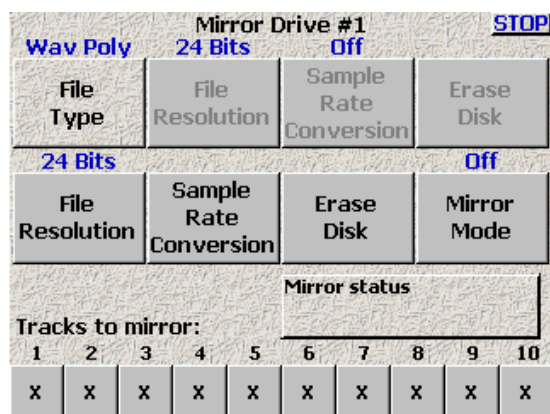 Mirror Drive #1 STOP
Wav Poly 24 Bits Off
File Type File Resolution Sample Rate Conversion Erase Disk
24 Bits Off
File Resolution Sample Rate Conversion Erase Disk Mirror Mode
Mirror status
Tracks to mirror:
1 2 3 4 5 6 7 8 9 10
x x x x x x x x x x